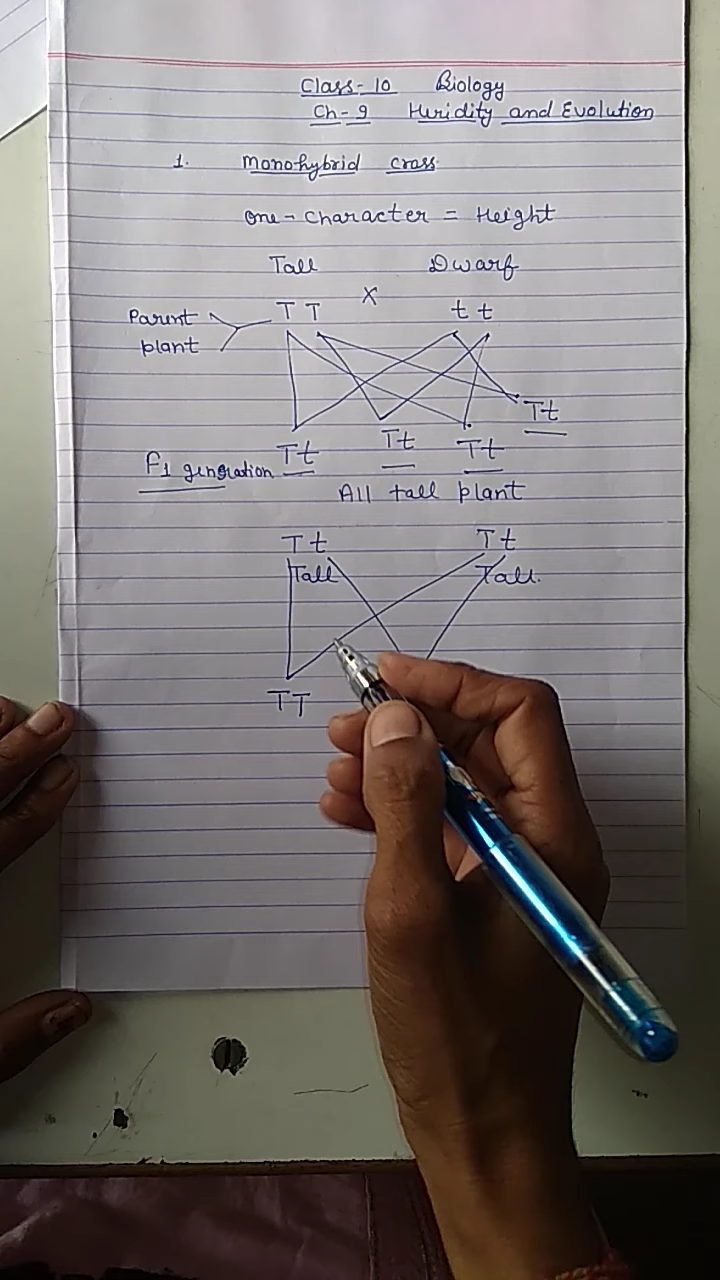 Class-10 Biology
Ch-9 Huridity and Evolution
1. Monohybrid cross
One-Character = Height
Tall Dwarf
Parent plant TT X tt
Tt
Tt Tt Tt
F1 generation
All tall plant
Tt Tt
Tall Tall.
TT